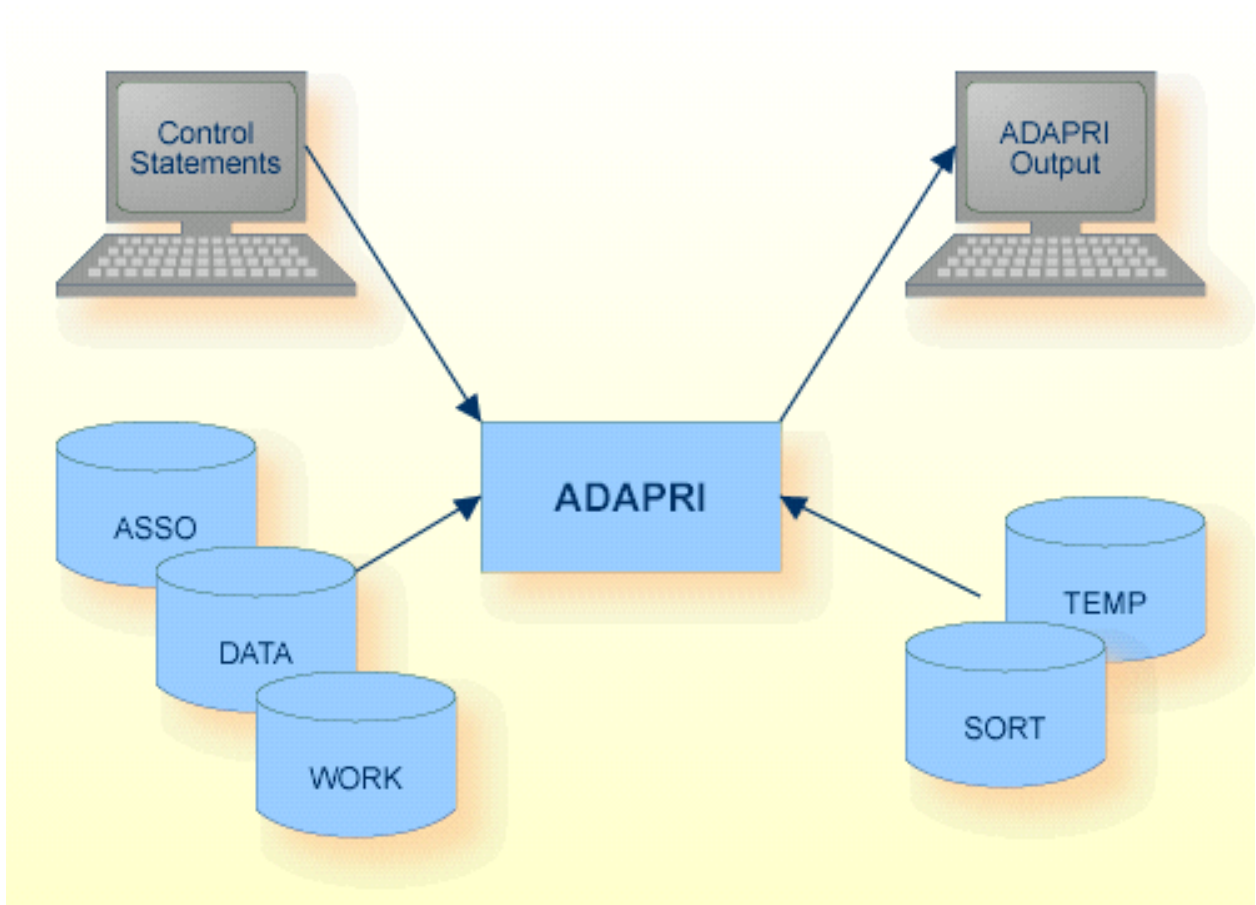 Control
Statements
ADAPRI
Output
ADAPRI
ASSO
DATA
WORK
TEMP
SORT